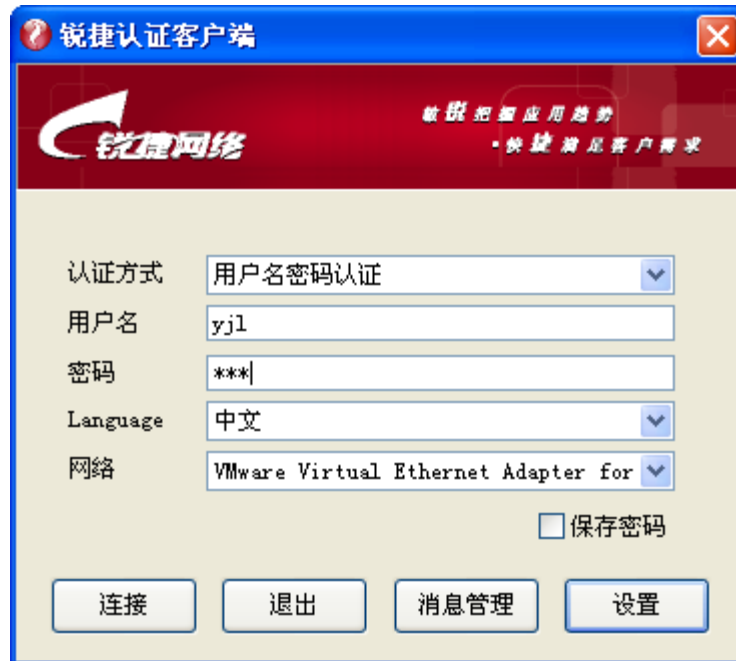 锐捷认证客户端
锐捷网络
敏锐把握应用趋势
·快捷满足客户需求
认证方式 用户名密码认证
用户名 yjl
密码 ***
Language 中文
网络 VMware Virtual Ethernet Adapter for
保存密码
连接 退出 消息管理 设置